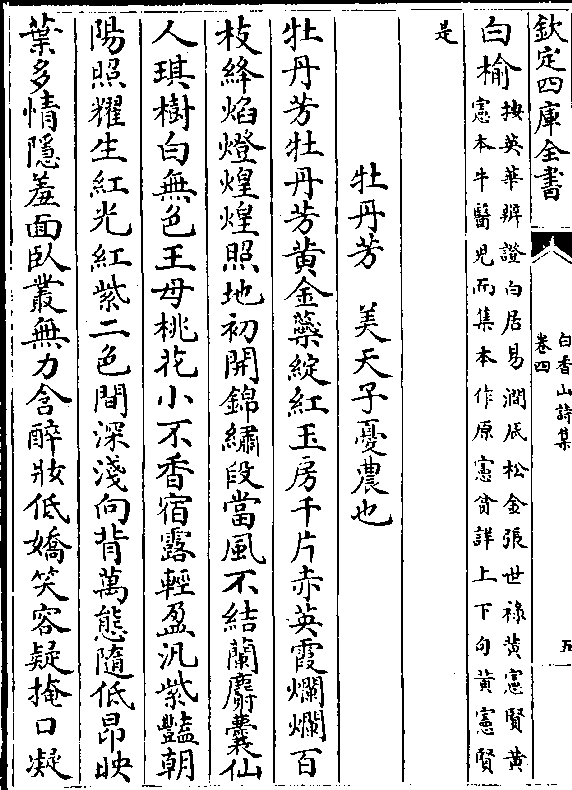 欽定四庫全書
白香山詩集
卷四
五
白榆
按英華辨證白居易澗底松金張世祿黃憲賢黃
憲本牛醫兒而集本作原憲貧詳上下句黃憲賢
是
牡丹芳　美天子憂農也
牡丹芳牡丹芳黃金蘂綻紅玉房千片赤英霞爛爛百
枝絳焰燈煌煌照地初開錦繡段當風不結蘭麝囊仙
人琪樹白無色王母桃花小不香宿露輕盈汎紫豔朝
陽照耀生紅光紅紫二色間深淺向背萬態隨低昂映
葉多情隱羞面臥叢無力含醉妝低嬌笑容疑掩口凝